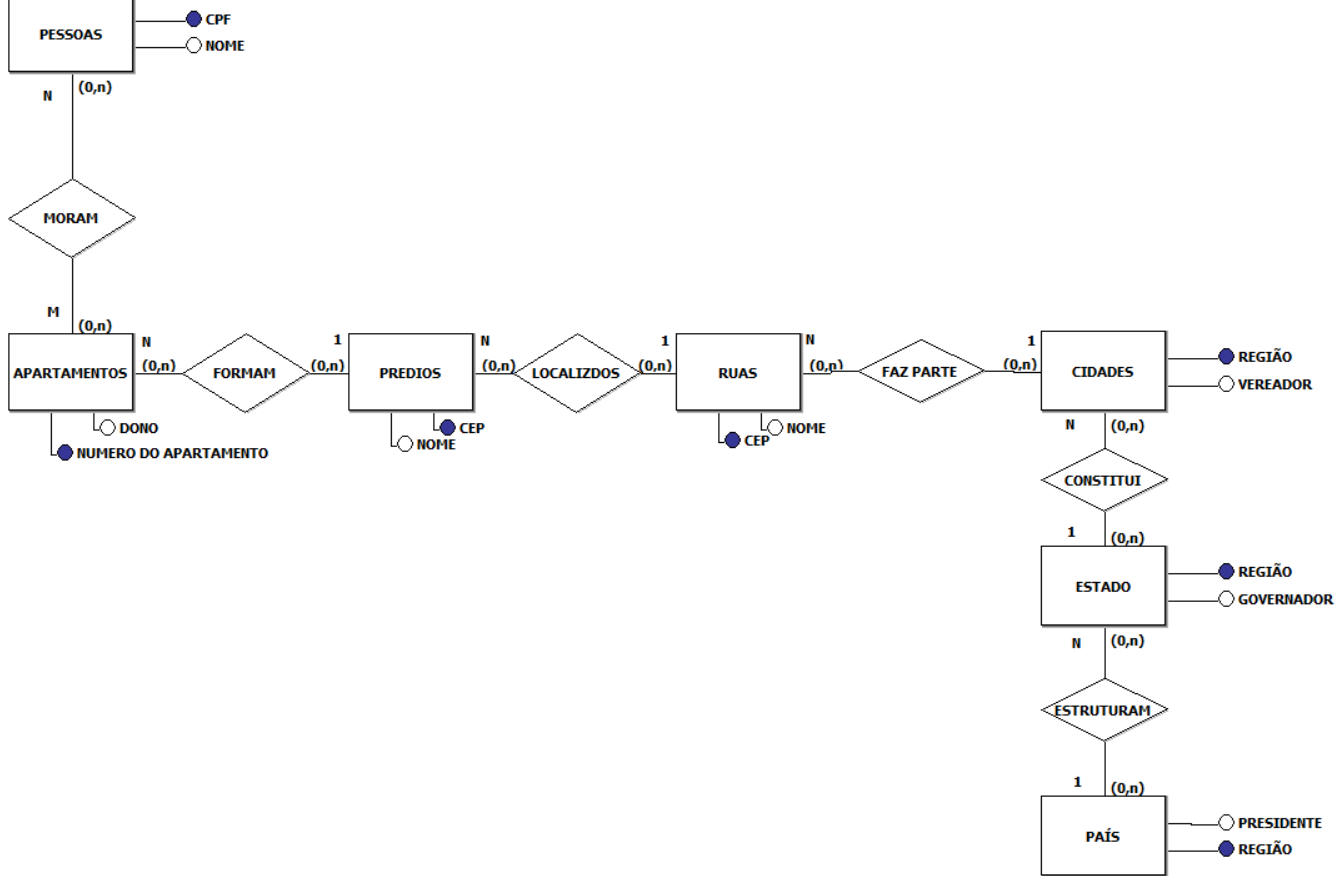 CPF
PESSOAS
NOME
(0,n)
N
MORAM
M
(0,n)
N
1
N
1
N
1
APARTAMENTOS
(0,n)
FORMAM
(0,n)
PREDIOS
(0,n)
LOCALIZDOS
(0,n)
RUAS
(0,n)
FAZ PARTE
(0,n)
CIDADES
REGIÃO
VEREADOR
DONO
NUMERO DO APARTAMENTO
CEP
NOME
NOME
CEP
N
(0,n)
CONSTITUI
1
(0,n)
ESTADO
REGIÃO
GOVERNADOR
N
(0,n)
ESTRUTURAM
1
(0,n)
PAÍS
PRESIDENTE
REGIÃO